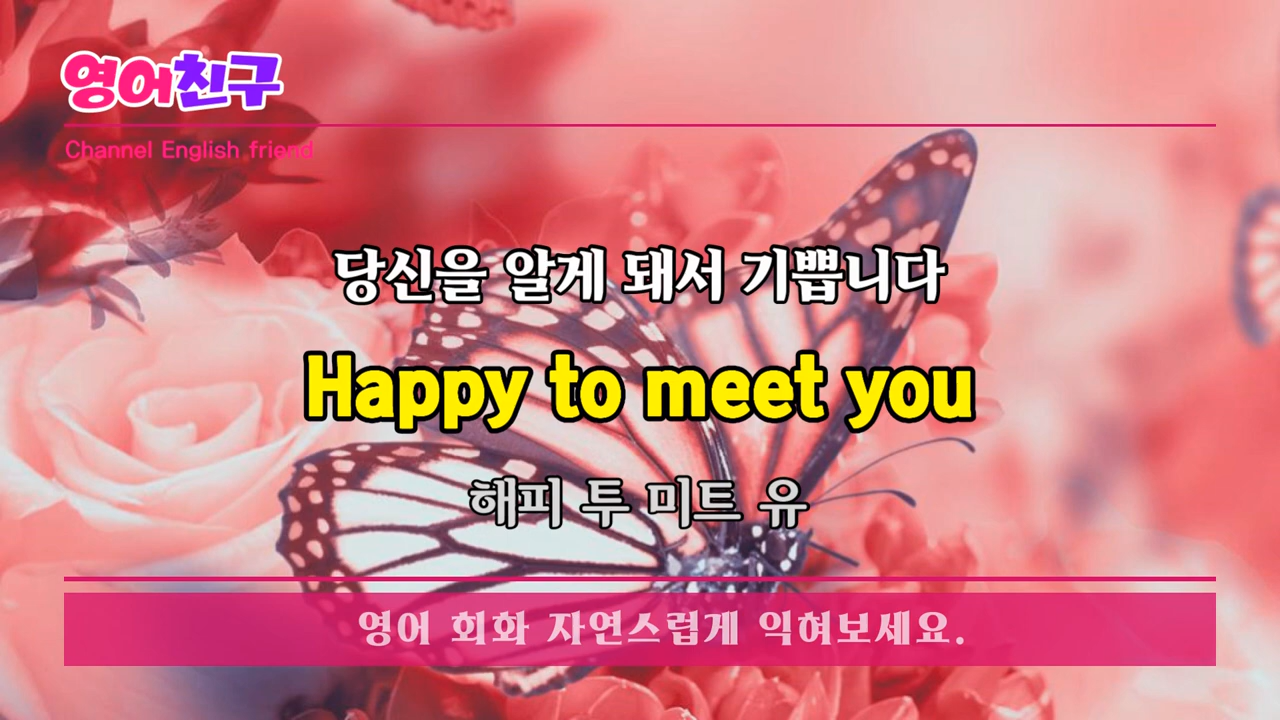 영어친구
Channel English friend
당신을 알게 돼서 기쁩니다
Happy to meet you
해피 투 미트 유
영어 회화 자연스럽게 익혀보세요.